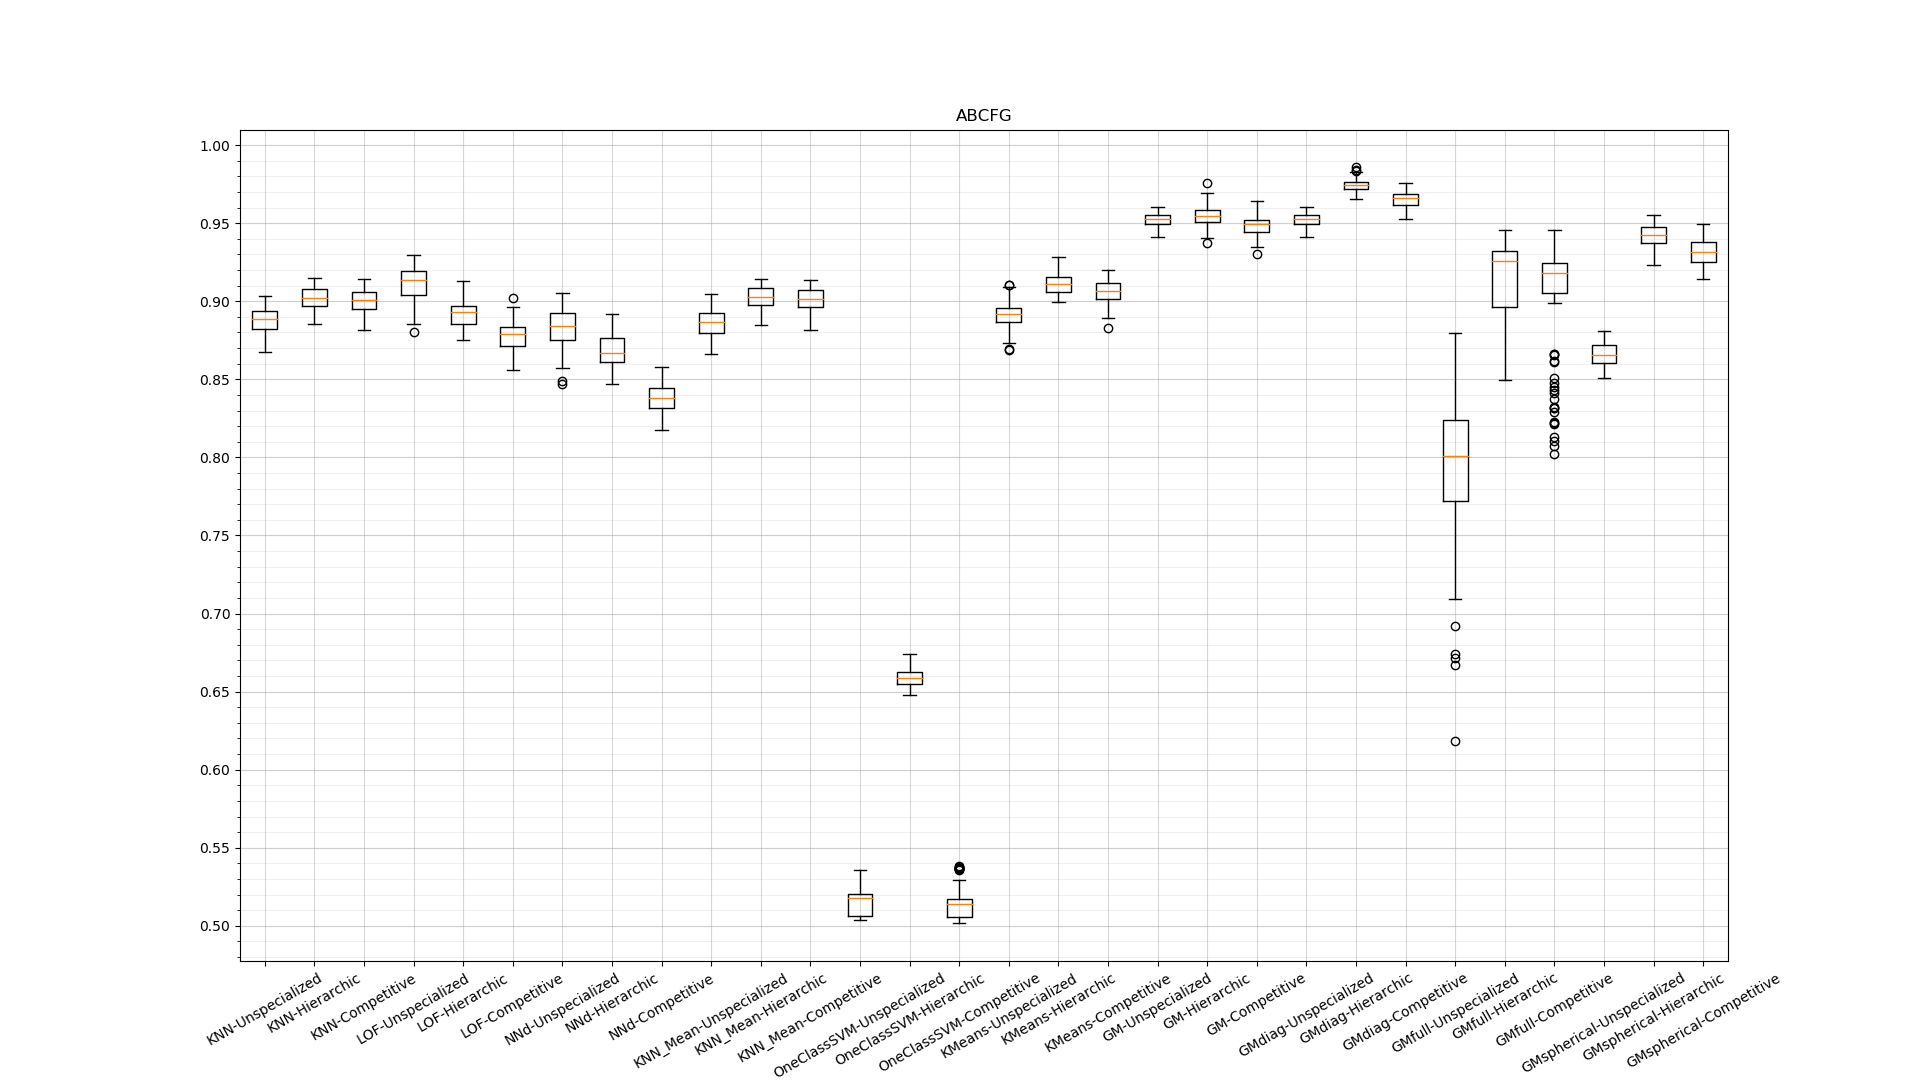 ABCFG
1.00
0.95
0.90
0.85
0.80
0.75
0.70
0.65
0.60
0.55
0.50
KNN-Unspecialized
KNN-Hierarchic
KNN-Competitive
LOF-Unspecialized
LOF-Hierarchic
LOF-Competitive
NNd-Unspecialized
NNd-Hierarchic
NNd-Competitive
KNN_Mean-Unspecialized
KNN_Mean-Hierarchic
KNN_Mean-Competitive
OneClassSVM-Unspecialized
OneClassSVM-Hierarchic
OneClassSVM-Competitive
KMeans-Unspecialized
KMeans-Hierarchic
KMeans-Competitive
GM-Unspecialized
GM-Hierarchic
GM-Competitive
GMdiag-Unspecialized
GMdiag-Hierarchic
GMdiag-Competitive
GMfull-Unspecialized
GMfull-Hierarchic
GMfull-Competitive
GMspherical-Unspecialized
GMspherical-Hierarchic
GMspherical-Competitive